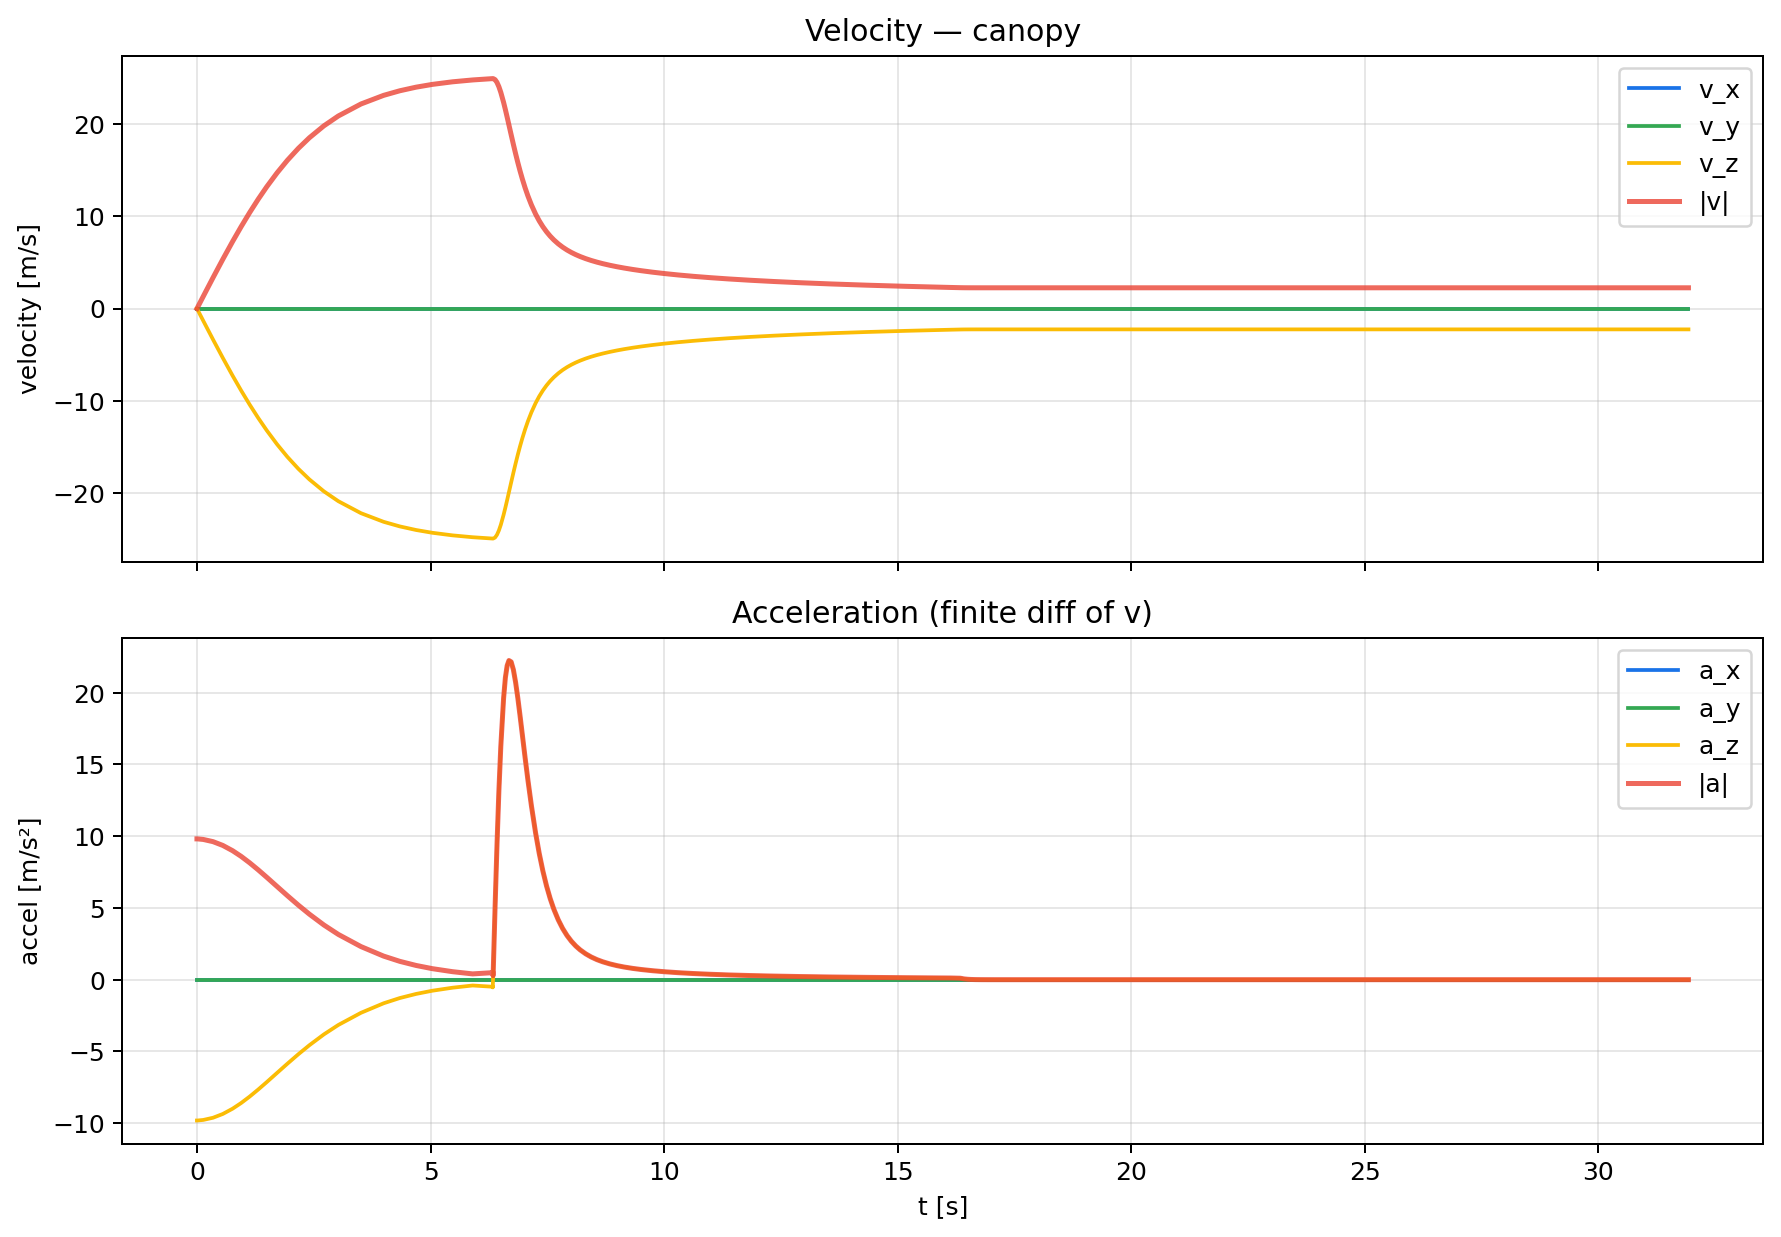 Velocity — canopy
velocity [m/s]
20
10
0
−10
−20
v_x
v_y
v_z
|v|
Acceleration (finite diff of v)
accel [m/s²]
20
15
10
5
0
−5
−10
a_x
a_y
a_z
|a|
0 5 10 15 20 25 30
t [s]